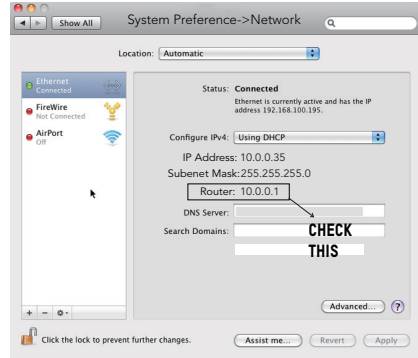 System Preference->Network
Show All
Location: Automatic
Ethernet
Connected
FireWire
Not Connected
AirPort
Off
Status: Connected
Ethernet is currently active and has the IP
address 192.168.100.195.
Configure IPv4: Using DHCP
IP Address: 10.0.0.35
Subenet Mask:255.255.255.0
Router: 10.0.0.1
DNS Server:
Search Domains:
CHECK
THIS
Advanced... ?
+ -
Click the lock to prevent further changes.
Assist me... Revert Apply